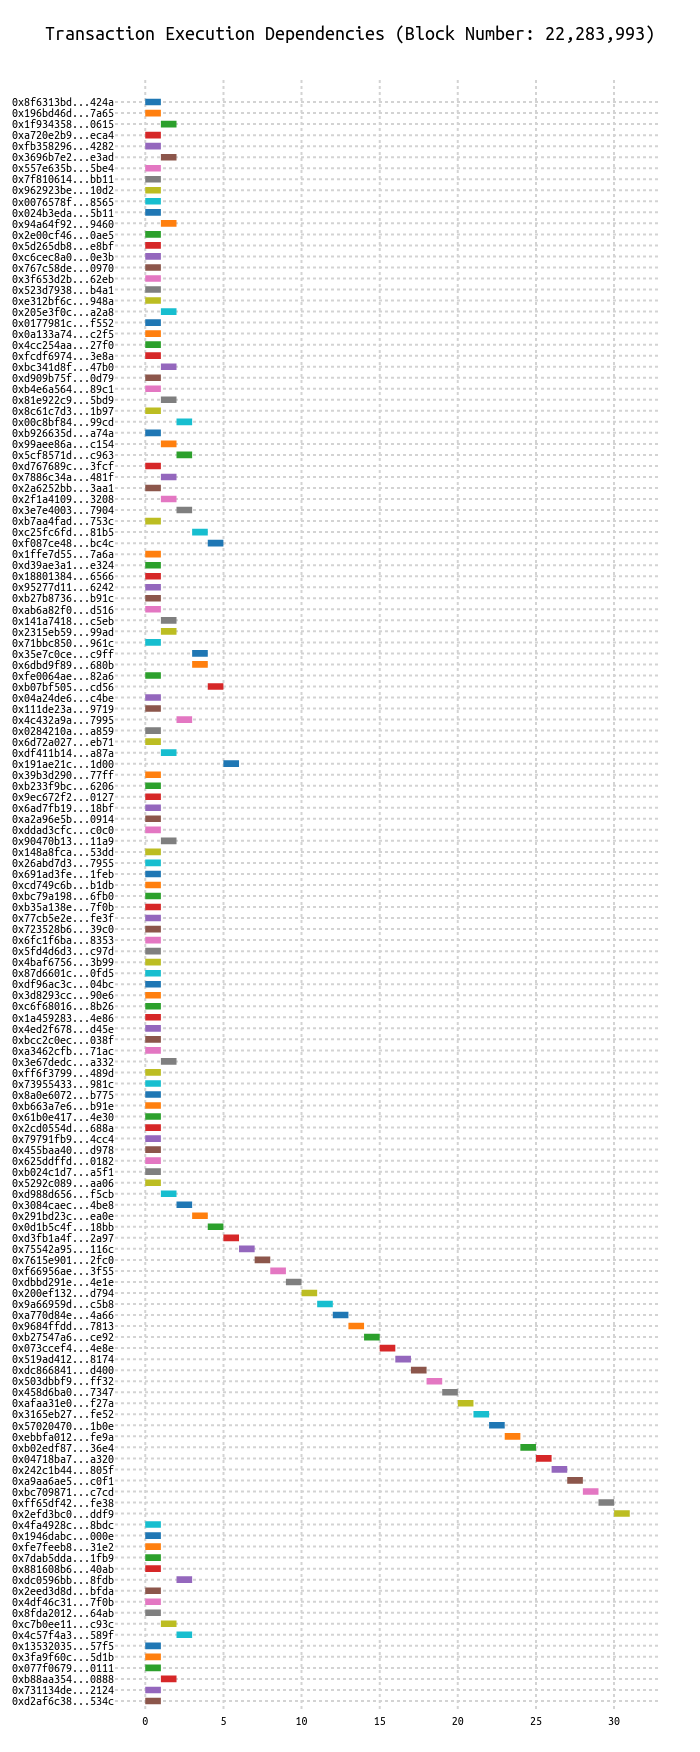 Transaction Execution Dependencies (Block Number: 22,283,993)
0x8f6313bd...424a
0x196bd46d...7a65
0x1f934358...0615
0xa720e2b9...eca4
0xfb358296...4282
0x3696b7e2...e3ad
0x557e635b...5be4
0x7f810614...bb11
0x962923be...10d2
0x0076578f...8565
0x024b3eda...5b11
0x94a64f92...9460
0x2e00cf46...0ae5
0x5d265db8...e8bf
0xc6cec8a0...0e3b
0x767c58de...0970
0x3f653d2b...62eb
0x523d7938...b4a1
0xe312bf6c...948a
0x205e3f0c...a2a8
0x0177981c...f552
0x0a133a74...c2f5
0x4cc254aa...27f0
0xfcdf6974...3e8a
0xbc341d8f...47b0
0xd909b75f...0d79
0xb4e6a564...89c1
0x81e922c9...5bd9
0x8c61c7d3...1b97
0x00c8bf84...99cd
0xb926635d...a74a
0x99aee86a...c154
0x5cf8571d...c963
0xd767689c...3fcf
0x7886c34a...481f
0x2a6252bb...3aa1
0x2f1a4109...3208
0x3e7e4003...7904
0xb7aa4fad...753c
0xc25fc6fd...81b5
0xf087ce48...bc4c
0x1ffe7d55...7a6a
0xd39ae3a1...e324
0x18801384...6566
0x95277d11...6242
0xb27b8736...b91c
0xab6a82f0...d516
0x141a7418...c5eb
0x2315eb59...99ad
0x71bbc850...961c
0x35e7c0ce...c9ff
0x6dbd9f89...680b
0xfe0064ae...82a6
0xb07bf505...cd56
0x04a24de6...c4be
0x111de23a...9719
0x4c432a9a...7995
0x0284210a...a859
0x6d72a027...eb71
0xdf411b14...a87a
0x191ae21c...1d00
0x39b3d290...77ff
0xb233f9bc...6206
0x9ec672f2...0127
0x6ad7fb19...18bf
0xa2a96e5b...0914
0xddad3cfc...c0c0
0x90470b13...11a9
0x148a8fca...53dd
0x26abd7d3...7955
0x691ad3fe...1feb
0xcd749c6b...b1db
0xbc79a198...6fb0
0xb35a138e...7f0b
0x77cb5e2e...fe3f
0x723528b6...39c0
0x6fc1f6ba...8353
0x5fd4d6d3...c97d
0x4baf6756...3b99
0x87d6601c...0fd5
0xdf96ac3c...04bc
0x3d8293cc...90e6
0xc6f68016...8b26
0x1a459283...4e86
0x4ed2f678...d45e
0xbcc2c0ec...038f
0xa3462cfb...71ac
0x3e67dedc...a332
0xff6f3799...489d
0x73955433...981c
0x8a0e6072...b775
0xb663a7e6...b91e
0x61b0e417...4e30
0x2cd0554d...688a
0x79791fb9...4cc4
0x455baa40...d978
0x625ddffd...0182
0xb024c1d7...a5f1
0x5292c089...aa06
0xd988d656...f5cb
0x3084caec...4be8
0x291bd23c...ea0e
0x0d1b5c4f...18bb
0xd3fb1a4f...2a97
0x75542a95...116c
0x7615e901...2fc0
0xf66956ae...3f55
0xdbbd291e...4e1e
0x200ef132...d794
0x9a66959d...c5b8
0xa770d84e...4a66
0x9684ffdd...7813
0xb27547a6...ce92
0x073ccef4...4e8e
0x519ad412...8174
0xdc866841...d400
0x503dbbf9...ff32
0x458d6ba0...7347
0xafaa31e0...f27a
0x3165eb27...fe52
0x57020470...1b0e
0xebbfa012...fe9a
0xb02edf87...36e4
0x04718ba7...a320
0x242c1b44...805f
0xa9aa6ae5...c0f1
0xbc709871...c7cd
0xff65df42...fe38
0x2efd3bc0...ddf9
0x4fa4928c...8bdc
0x1946dabc...000e
0xfe7feeb8...31e2
0x7dab5dda...1fb9
0x881608b6...40ab
0xdc0596bb...8fdb
0x2eed3d8d...bfda
0x4df46c31...7f0b
0x8fda2012...64ab
0xc7b0ee11...c93c
0x4c57f4a3...589f
0x13532035...57f5
0x3fa9f60c...5d1b
0x077f0679...0111
0xb88aa354...0888
0x731134de...2124
0xd2af6c38...534c
0 5 10 15 20 25 30